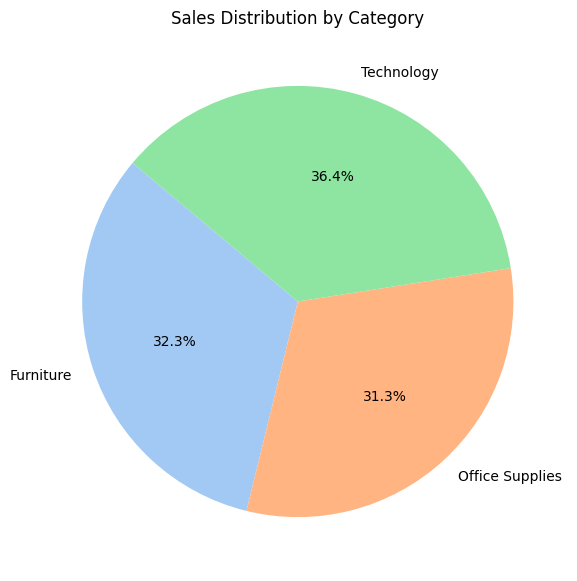 Sales Distribution by Category
Technology
36.4%
32.3%
Furniture
31.3%
Office Supplies